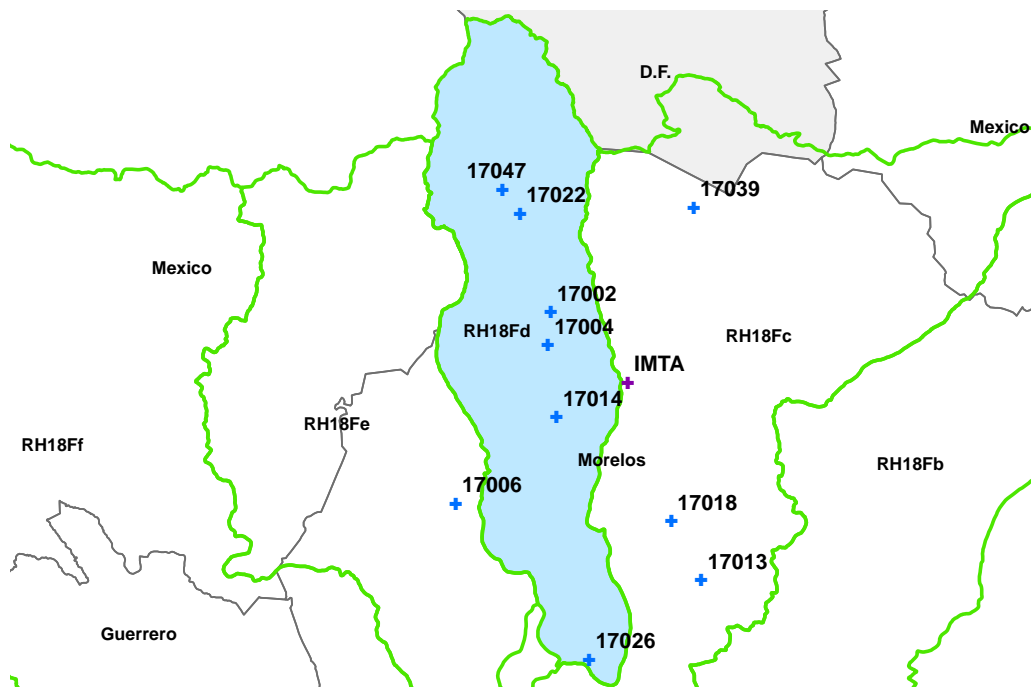 D.F.
Mexico
17047
17022
17039
Mexico
17002
RH18Fd
17004
RH18Fc
IMTA
17014
RH18Fe
RH18Ff
Morelos
RH18Fb
17006
17018
17013
Guerrero
17026